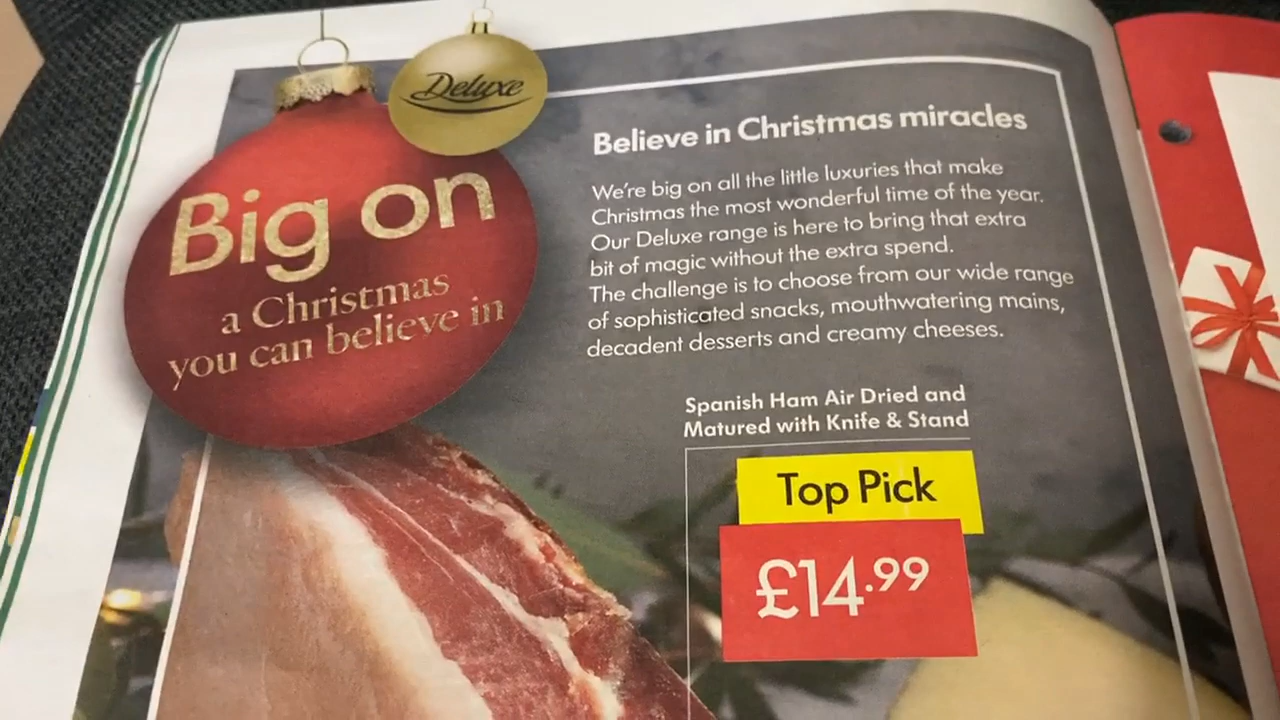 Deluxe
Big on
a Christmas
you can believe in
Believe in Christmas miracles
We're big on all the little luxuries that make
Christmas the most wonderful time of the year.
Our Deluxe range is here to bring that extra
bit of magic without the extra spend.
The challenge is to choose from our wide range
of sophisticated snacks, mouthwatering mains,
decadent desserts and creamy cheeses.
Spanish Ham Air Dried and
Matured with Knife & Stand
Top Pick
£14.99